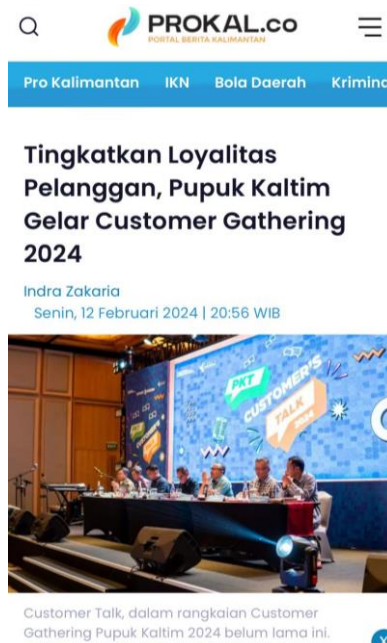 PROKAL.co
PORTAL BERITA KALIMANTAN
Pro Kalimantan IKN Bola Daerah Krimina
Tingkatkan Loyalitas
Pelanggan, Pupuk Kaltim
Gelar Customer Gathering
2024
Indra Zakaria
Senin, 12 Februari 2024 | 20:56 WIB
PKT
CUSTOMER'S
TALK
2024
Customer Talk, dalam rangkaian Customer
Gathering Pupuk Kaltim 2024 belum lama ini.